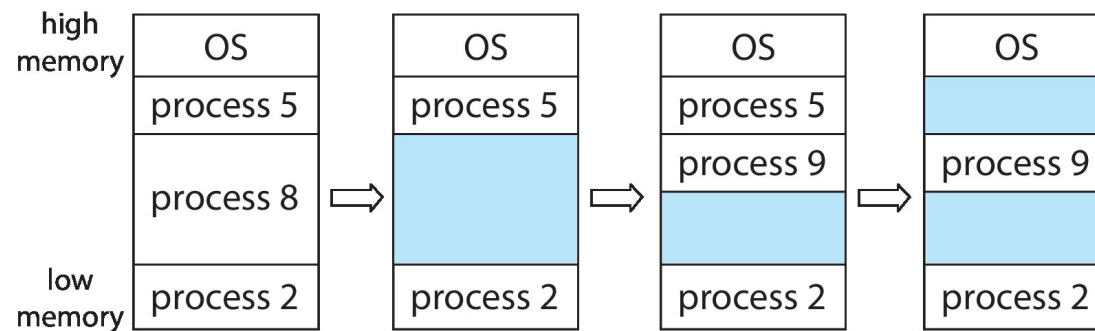 high
memory
OS
process 5
process 8
low
memory
process 2
OS
process 5
process 2
OS
process 5
process 9
process 2
OS
process 9
process 2